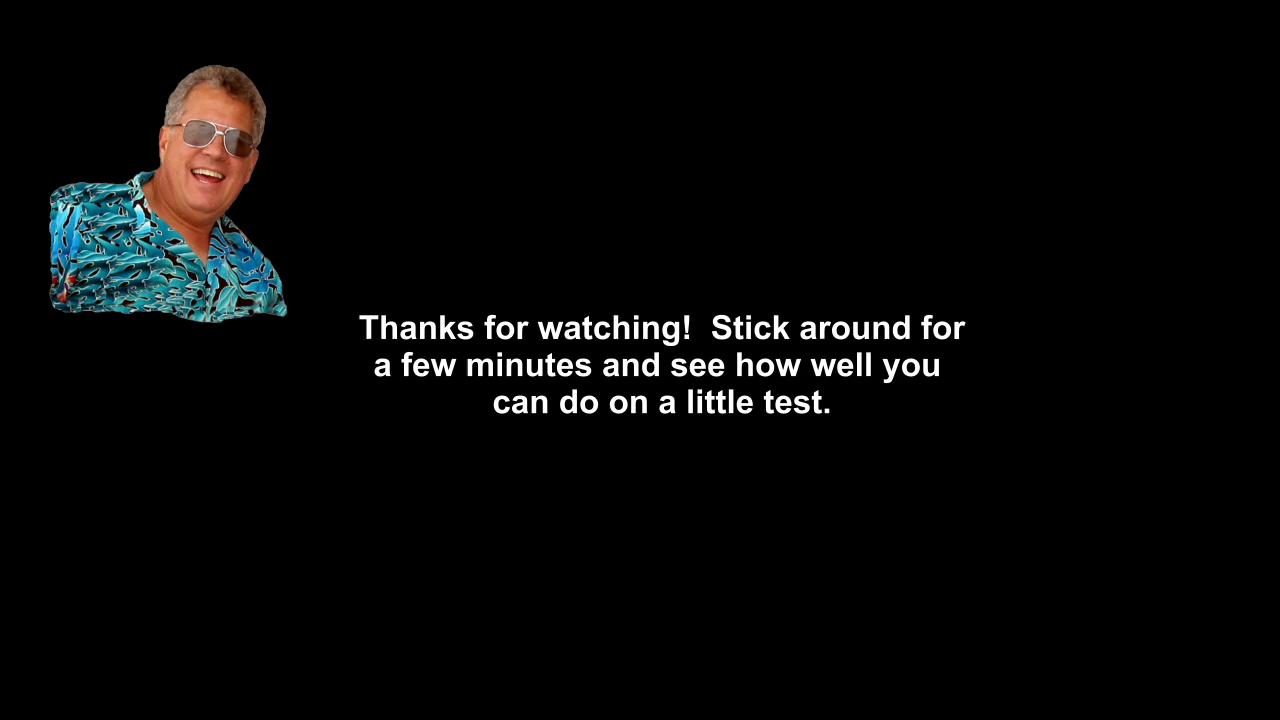 Thanks for watching!  Stick around for
a few minutes and see how well you
can do on a little test.